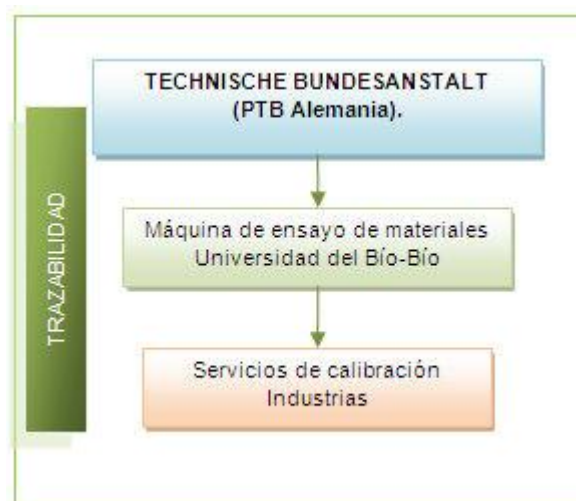 TECHNISCHE BUNDESANSTALT
(PTB Alemania).
TRAZABILIDAD
Máquina de ensayo de materiales
Universidad del Bío-Bío
Servicios de calibración
Industrias